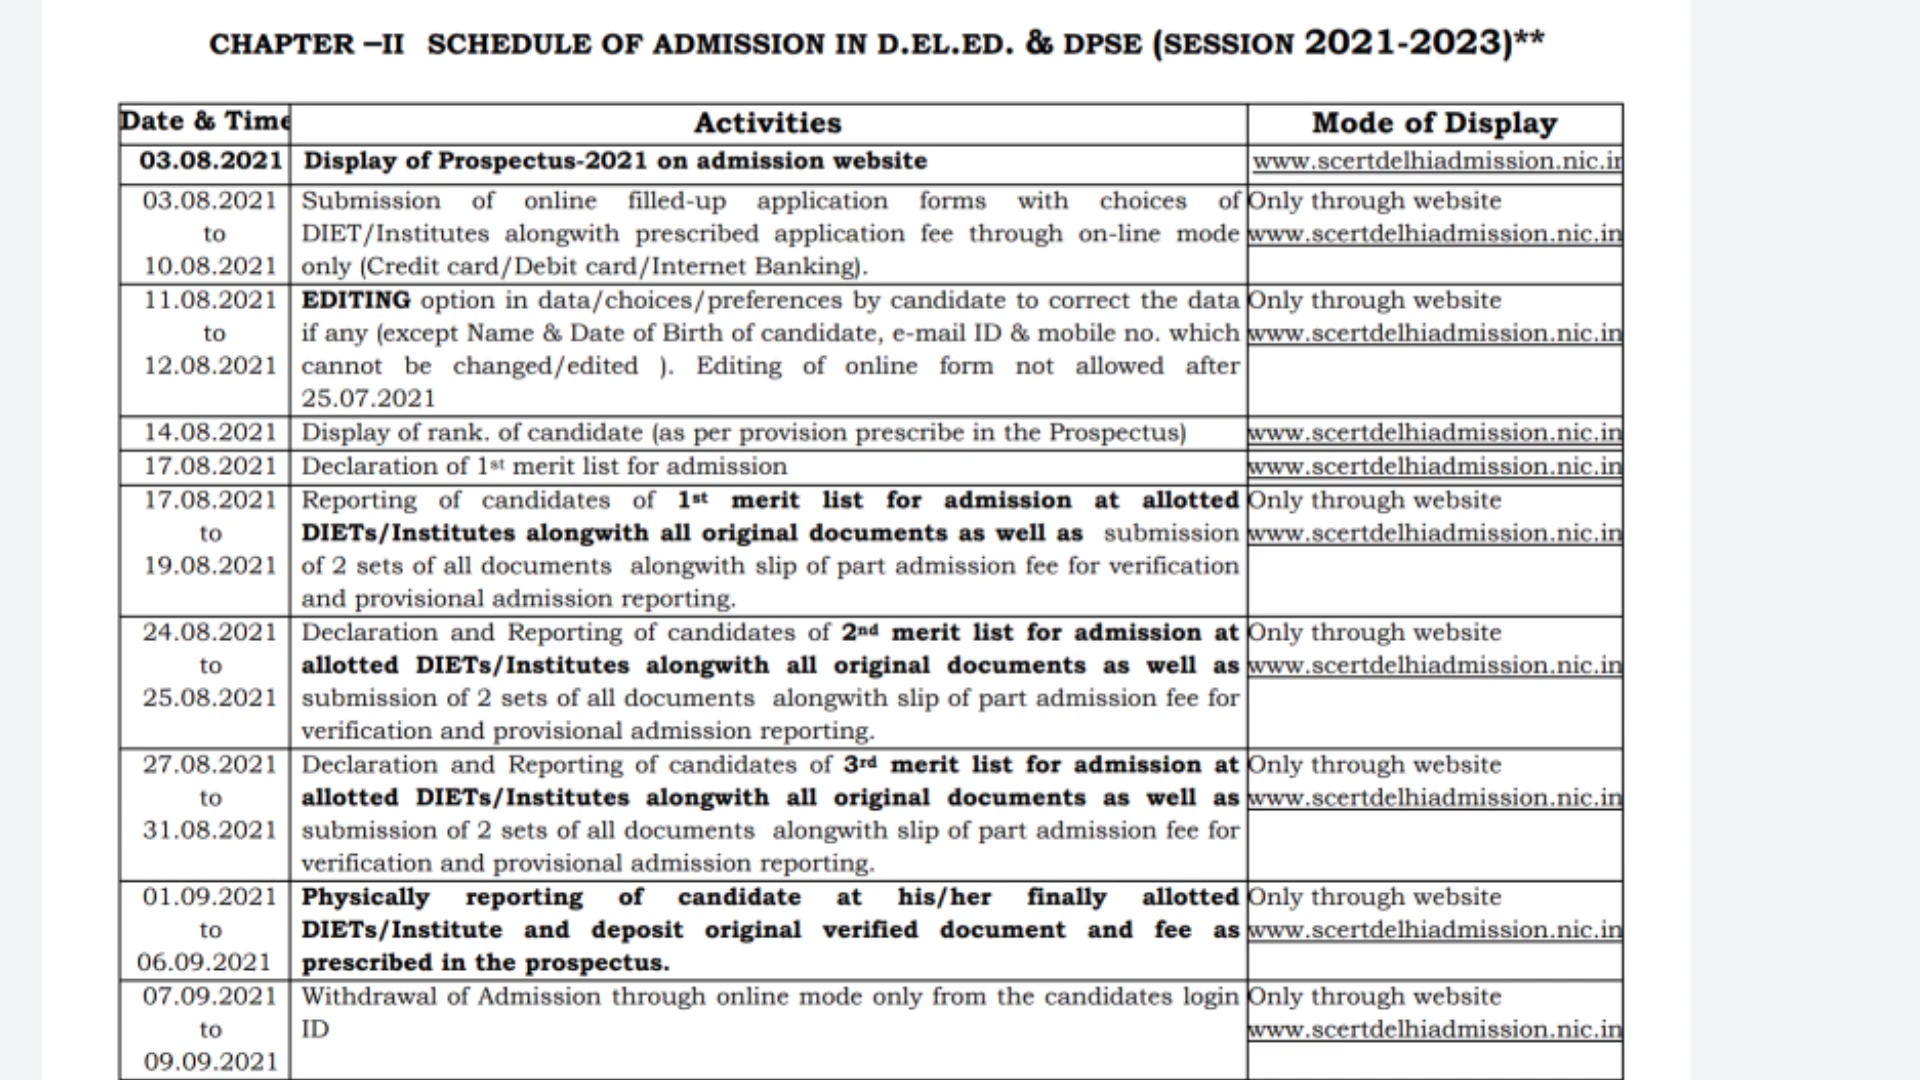 CHAPTER –II SCHEDULE OF ADMISSION IN D.EL.ED. & DPSE (SESSION 2021-2023)**
Date & Time Activities Mode of Display
03.08.2021 Display of Prospectus-2021 on admission website www.scertdelhiadmission.nic.in
03.08.2021
to
10.08.2021
Submission of online filled-up application forms with choices of
DIET/Institutes alongwith prescribed application fee through on-line mode
only (Credit card/Debit card/Internet Banking).
Only through website
www.scertdelhiadmission.nic.in
11.08.2021
to
12.08.2021
EDITING option in data/choices/preferences by candidate to correct the data
if any (except Name & Date of Birth of candidate, e-mail ID & mobile no. which
cannot be changed/edited ). Editing of online form not allowed after
25.07.2021
Only through website
www.scertdelhiadmission.nic.in
14.08.2021 Display of rank. of candidate (as per provision prescribe in the Prospectus) www.scertdelhiadmission.nic.in
17.08.2021 Declaration of 1st merit list for admission www.scertdelhiadmission.nic.in
17.08.2021
to
19.08.2021
Reporting of candidates of 1st merit list for admission at allotted
DIETs/Institutes alongwith all original documents as well as submission
of 2 sets of all documents alongwith slip of part admission fee for verification
and provisional admission reporting.
Only through website
www.scertdelhiadmission.nic.in
24.08.2021
to
25.08.2021
Declaration and Reporting of candidates of 2nd merit list for admission at
allotted DIETs/Institutes alongwith all original documents as well as
submission of 2 sets of all documents alongwith slip of part admission fee for
verification and provisional admission reporting.
Only through website
www.scertdelhiadmission.nic.in
27.08.2021
to
31.08.2021
Declaration and Reporting of candidates of 3rd merit list for admission at
allotted DIETs/Institutes alongwith all original documents as well as
submission of 2 sets of all documents alongwith slip of part admission fee for
verification and provisional admission reporting.
Only through website
www.scertdelhiadmission.nic.in
01.09.2021
to
06.09.2021
Physically reporting of candidate at his/her finally allotted
DIETs/Institute and deposit original verified document and fee as
prescribed in the prospectus.
Only through website
www.scertdelhiadmission.nic.in
07.09.2021
to
09.09.2021
Withdrawal of Admission through online mode only from the candidates login
ID
Only through website
www.scertdelhiadmission.nic.in